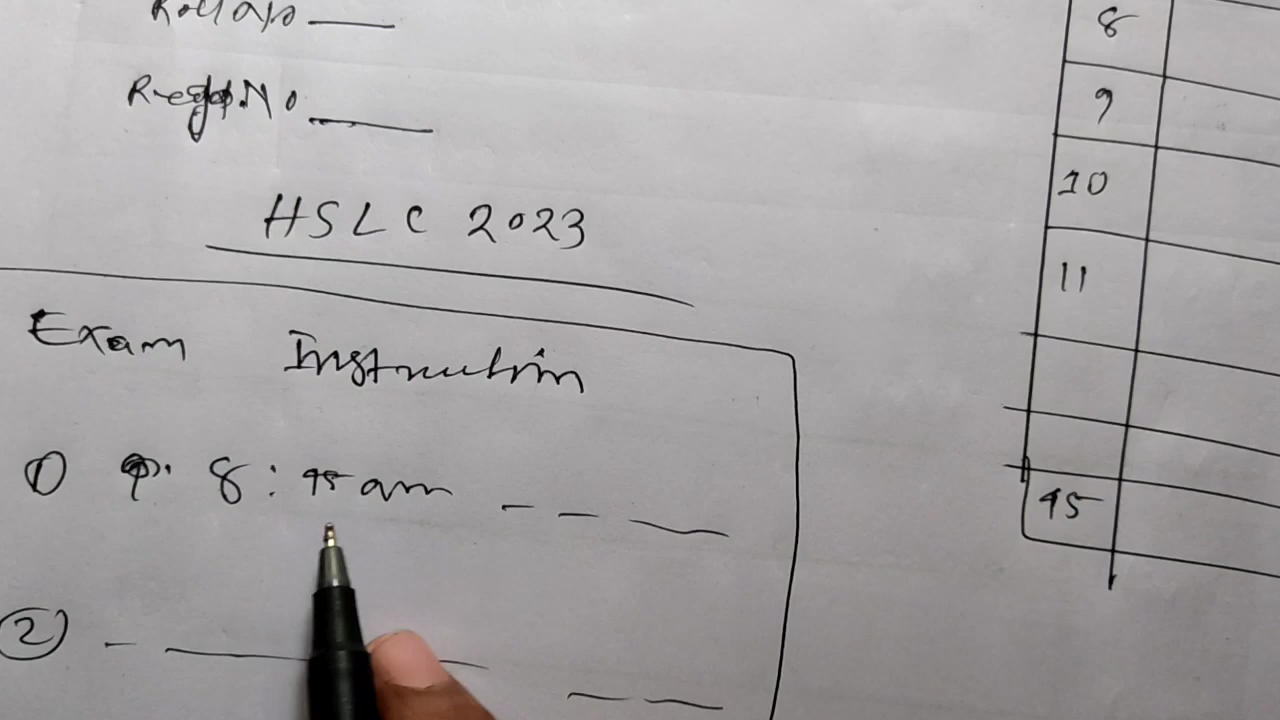 Roll No
Regd. No
HSLC 2023
Exam Instruction
① 8:45 am
②
8
9
10
11
45